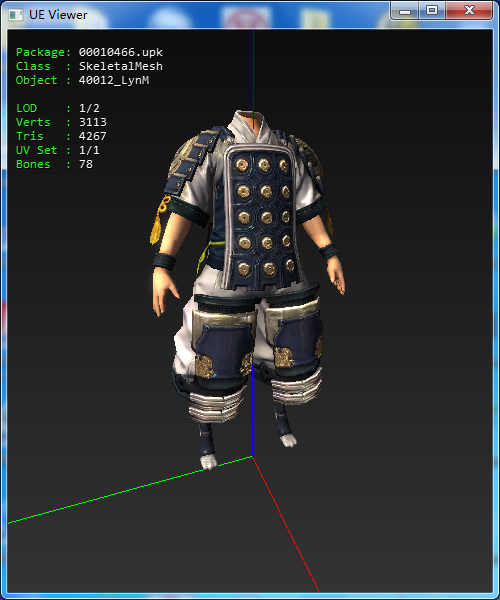 UE Viewer
Package: 00010466.upk
Class : SkeletalMesh
Object : 40012_LynM
LOD : 1/2
Verts : 3113
Tris : 4267
UV Set : 1/1
Bones : 78